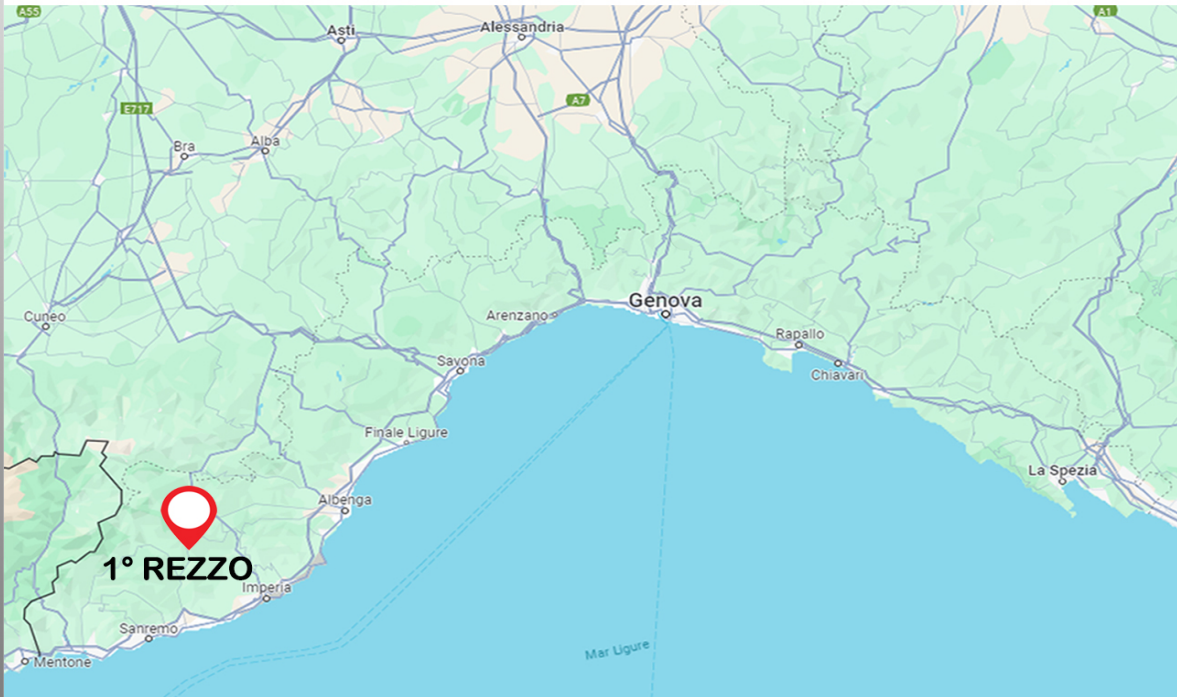 A55
A1
Asti
Alessandria
A7
E717
Bra
Alba
Cuneo
Arenzano
Genova
Rapallo
Savona
Chiavari
Finale Ligure
La Spezia
Albenga
1° REZZO
Imperia
Sanremo
Mar Ligure
Mentone